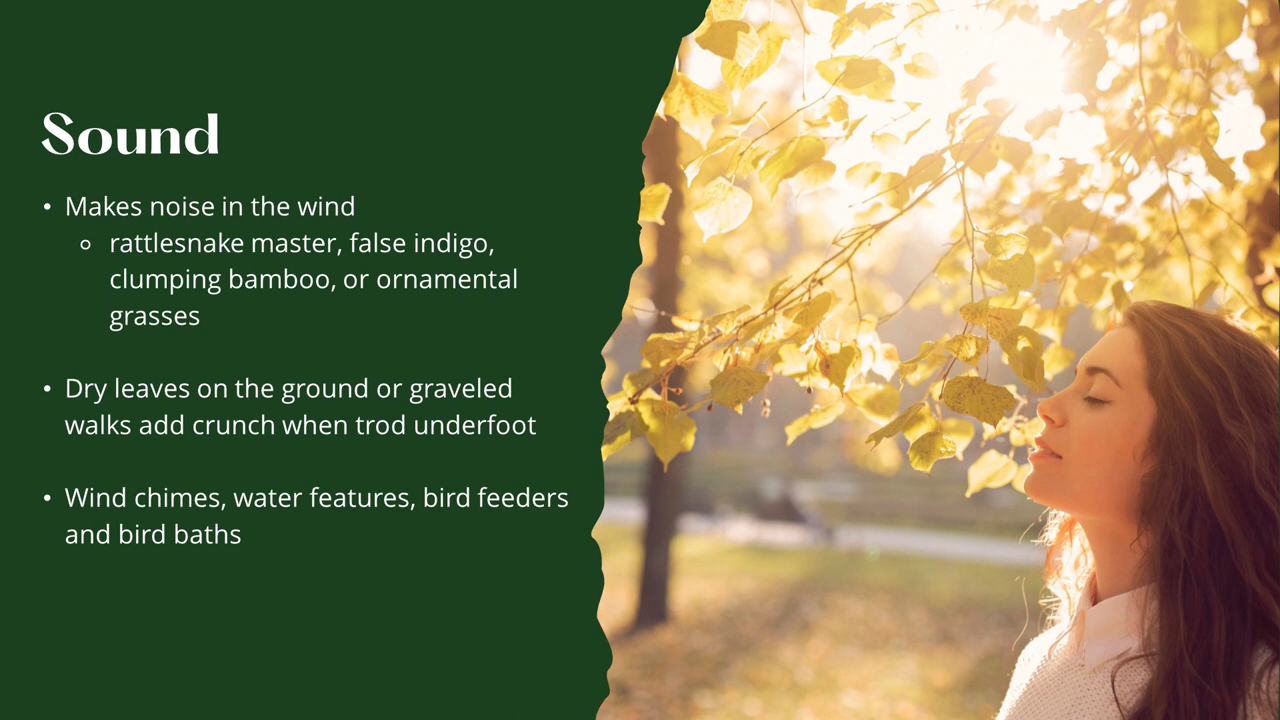 Sound
• Makes noise in the wind
○ rattlesnake master, false indigo,
clumping bamboo, or ornamental
grasses
• Dry leaves on the ground or graveled
walks add crunch when trod underfoot
• Wind chimes, water features, bird feeders
and bird baths